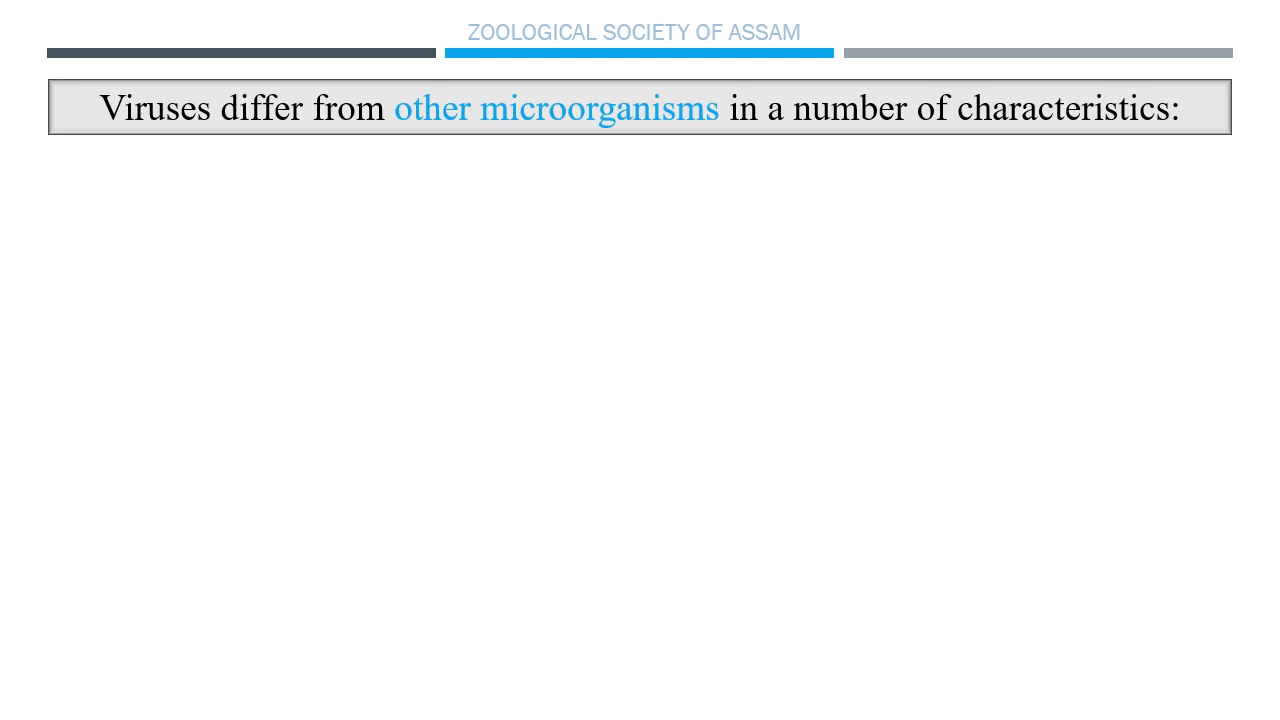 ZOOLOGICAL SOCIETY OF ASSAM
Viruses differ from other microorganisms in a number of characteristics: